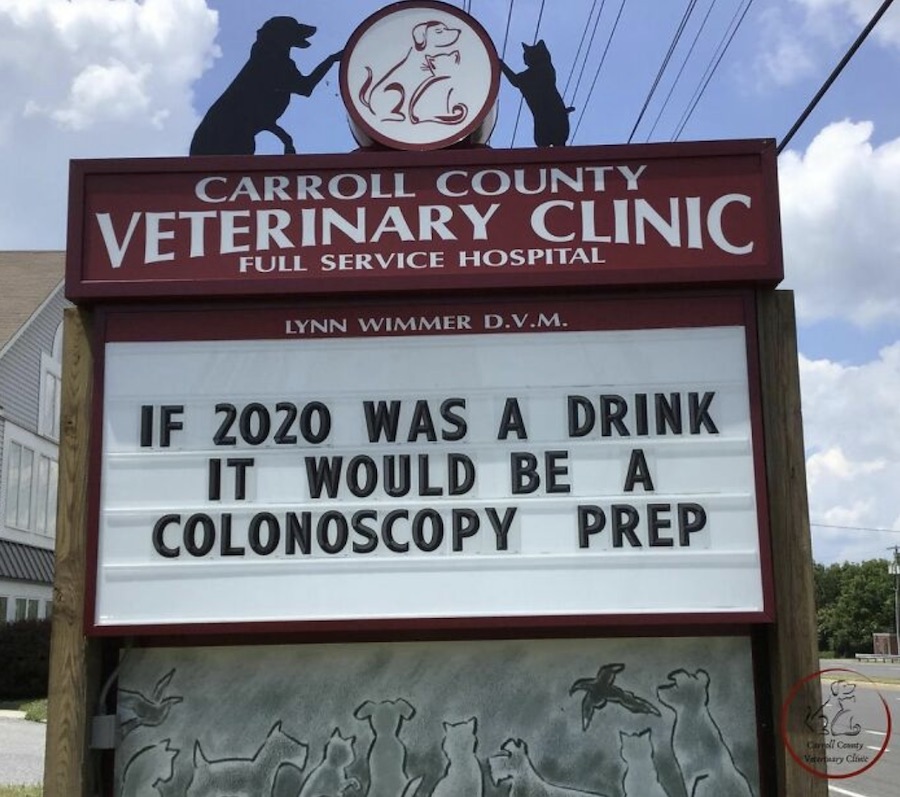 CARROLL COUNTY
VETERINARY CLINIC
FULL SERVICE HOSPITAL
LYNN WIMMER D.V.M.
IF 2020 WAS A DRINK
IT WOULD BE A
COLONOSCOPY PREP
Carroll County
Veterinary Clinic